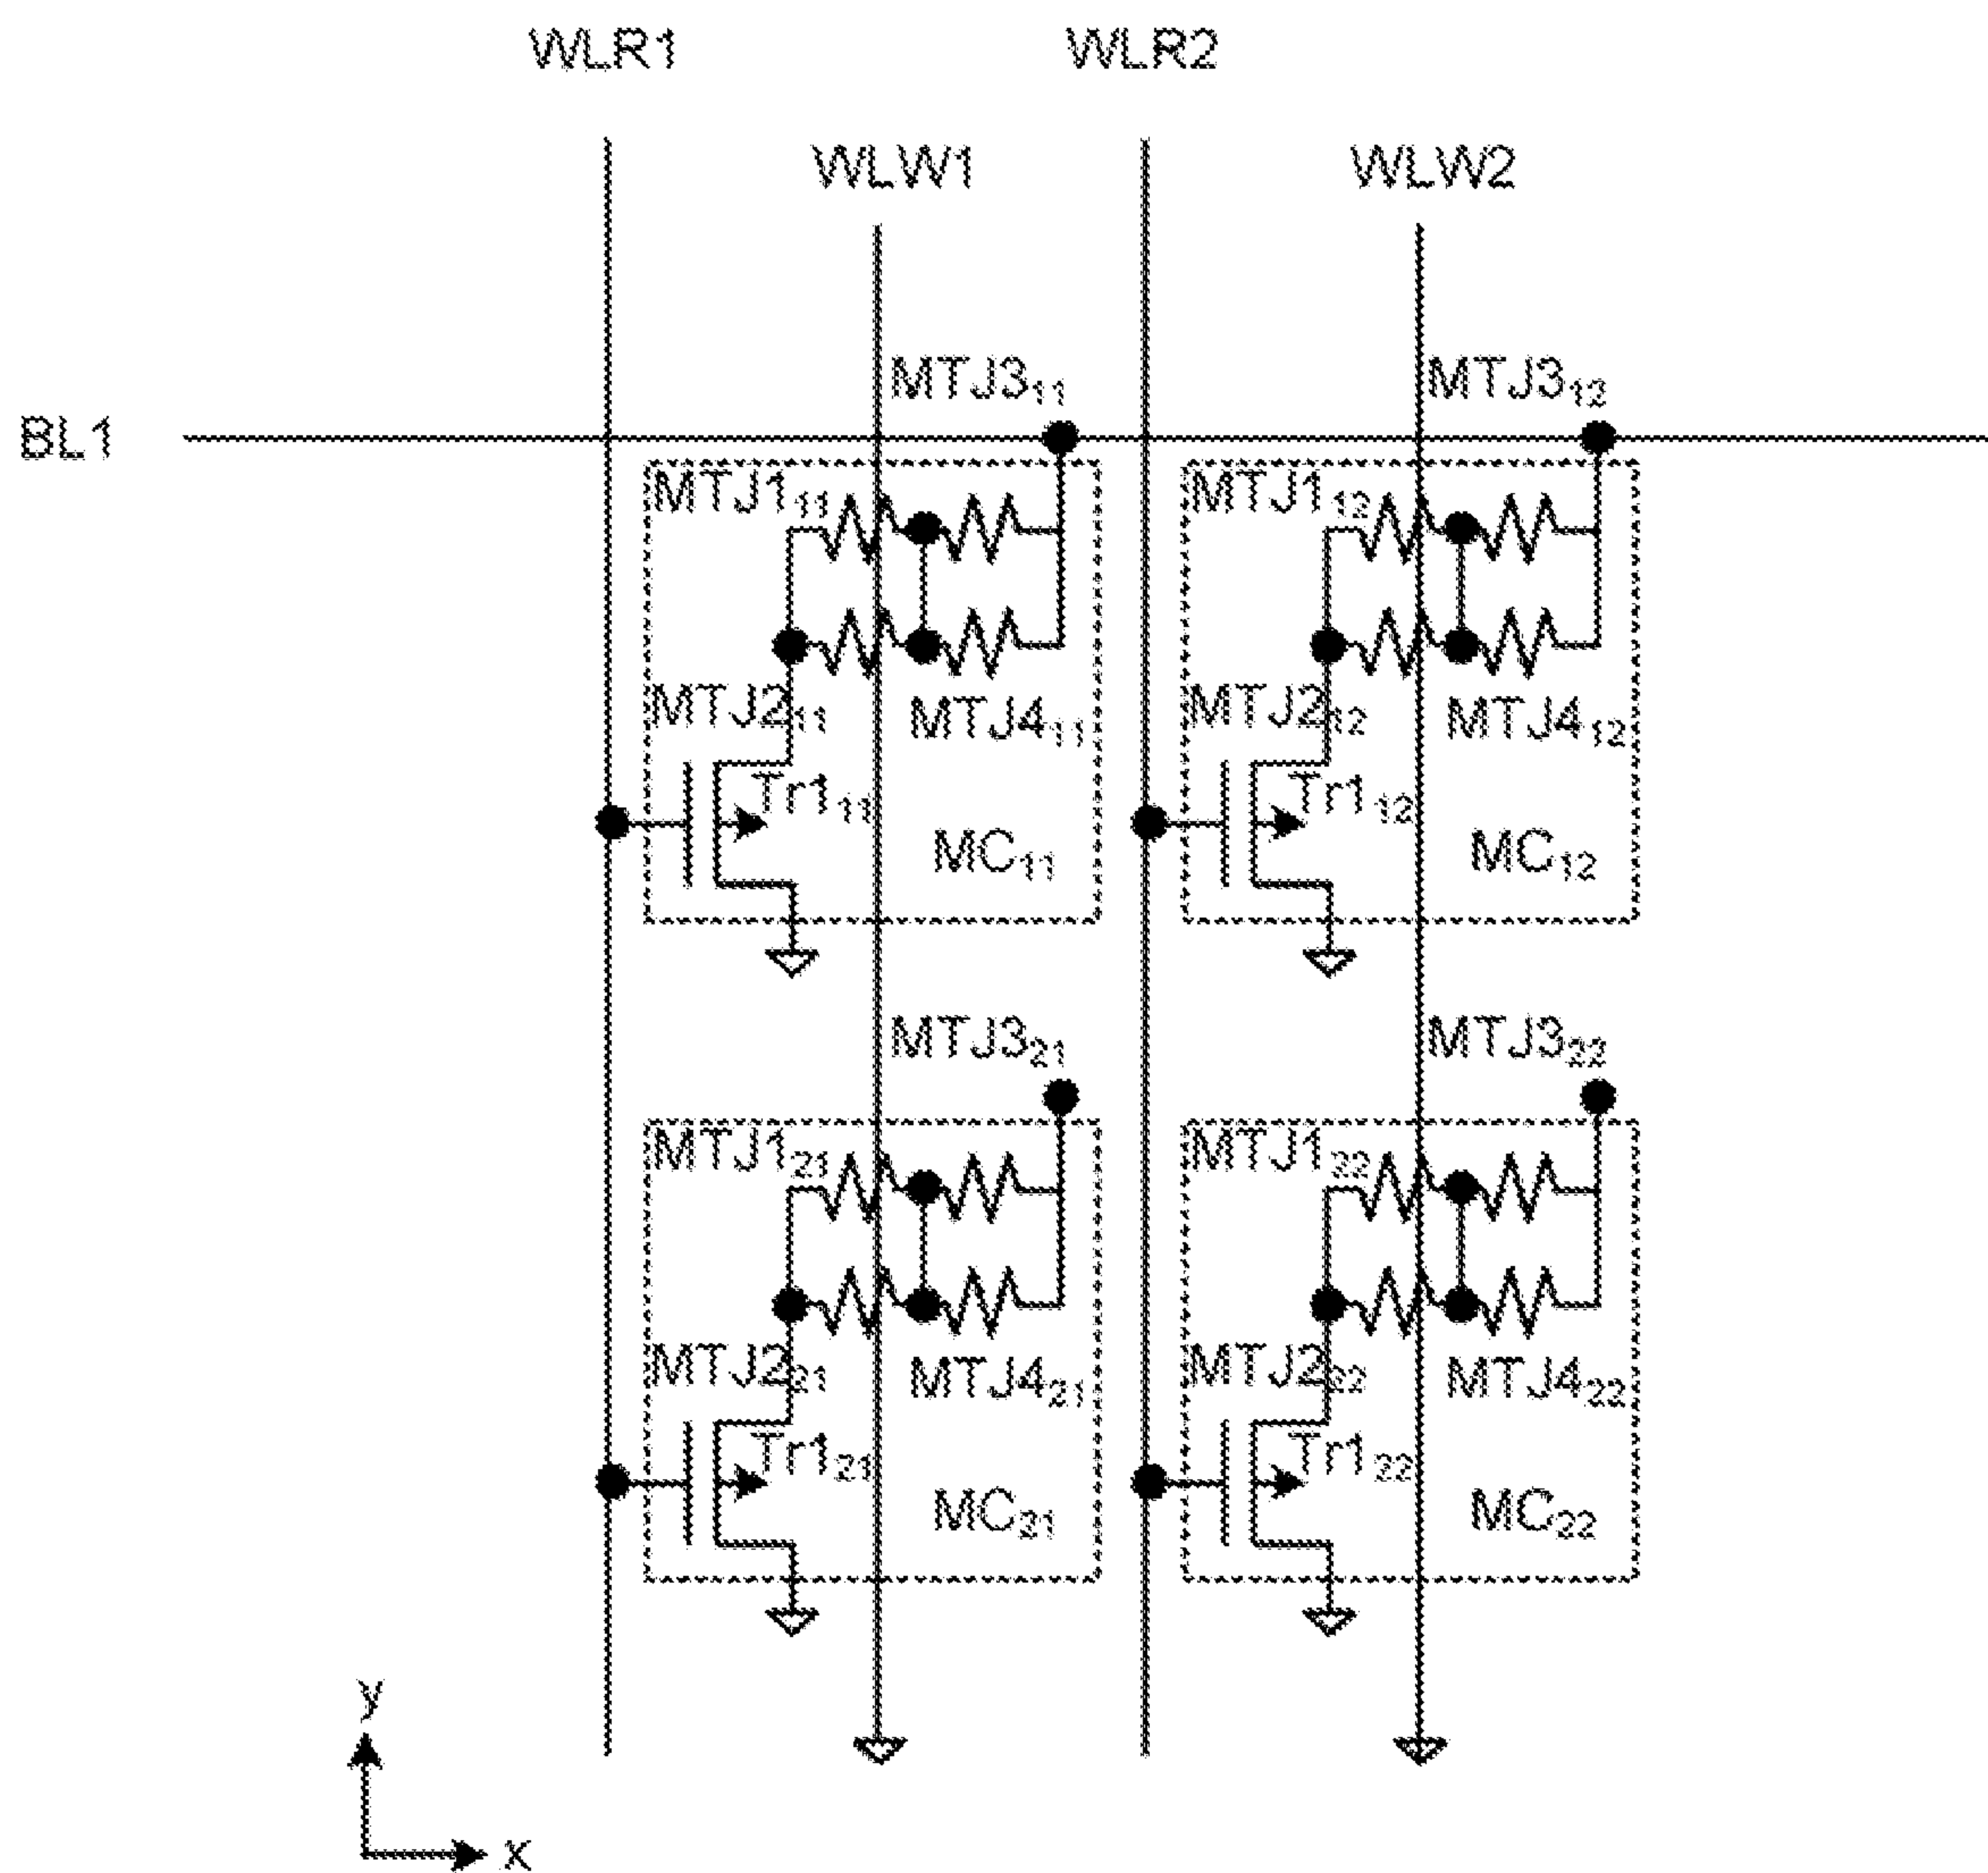 WLR1 WLR2
WLW1 WLW2
MTJ3₁₁ MTJ3₁₂
BL1
MTJ1₁₁ MTJ1₁₂
MTJ2₁₁ MTJ4₁₁ MTJ2₁₂ MTJ4₁₂
Tr1₁₁ Tr1₁₂
MC₁₁ MC₁₂
MTJ3₂₁ MTJ3₂₂
MTJ1₂₁ MTJ1₂₂
MTJ2₂₁ MTJ4₂₁ MTJ2₂₂ MTJ4₂₂
Tr1₂₁ Tr1₂₂
MC₂₁ MC₂₂
y
x